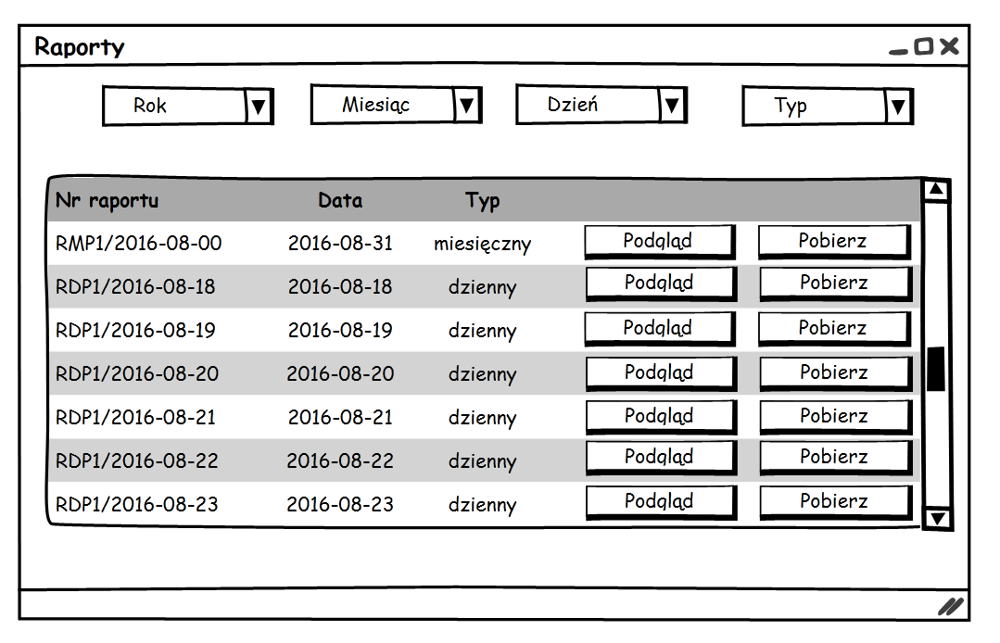 Raporty
Rok Miesiąc Dzień Typ
Nr raportu Data Typ
RMP1/2016-08-00 2016-08-31 miesięczny Podgląd Pobierz
RDP1/2016-08-18 2016-08-18 dzienny Podgląd Pobierz
RDP1/2016-08-19 2016-08-19 dzienny Podgląd Pobierz
RDP1/2016-08-20 2016-08-20 dzienny Podgląd Pobierz
RDP1/2016-08-21 2016-08-21 dzienny Podgląd Pobierz
RDP1/2016-08-22 2016-08-22 dzienny Podgląd Pobierz
RDP1/2016-08-23 2016-08-23 dzienny Podgląd Pobierz